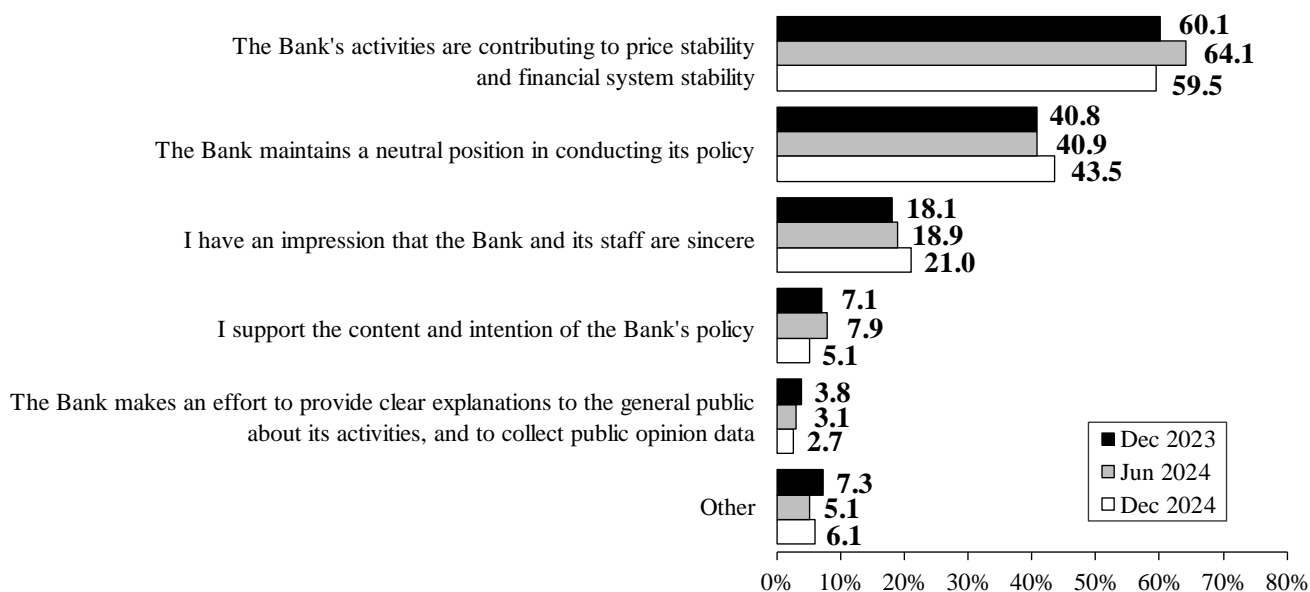 The Bank's activities are contributing to price stability
and financial system stability
60.1
64.1
59.5
The Bank maintains a neutral position in conducting its policy
40.8
40.9
43.5
I have an impression that the Bank and its staff are sincere
18.1
18.9
21.0
I support the content and intention of the Bank's policy
7.1
7.9
5.1
The Bank makes an effort to provide clear explanations to the general public
about its activities, and to collect public opinion data
3.8
3.1
2.7
Other
7.3
5.1
6.1
Dec 2023
Jun 2024
Dec 2024
0% 10% 20% 30% 40% 50% 60% 70% 80%